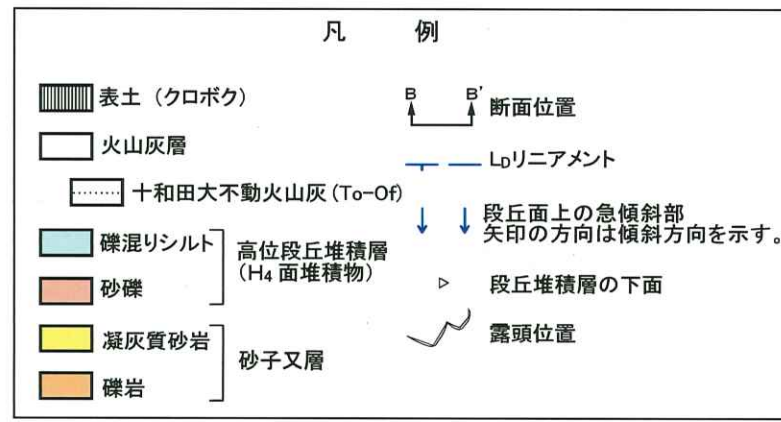 凡 例
表土 (クロボク)
火山灰層
十和田大不動火山灰 (To-Of)
礫混りシルト
砂礫
高位段丘堆積層
(H4 面堆積物)
凝灰質砂岩
礫岩
砂子又層
B B'
断面位置
LDリニアメント
段丘面上の急傾斜部
矢印の方向は傾斜方向を示す。
段丘堆積層の下面
露頭位置